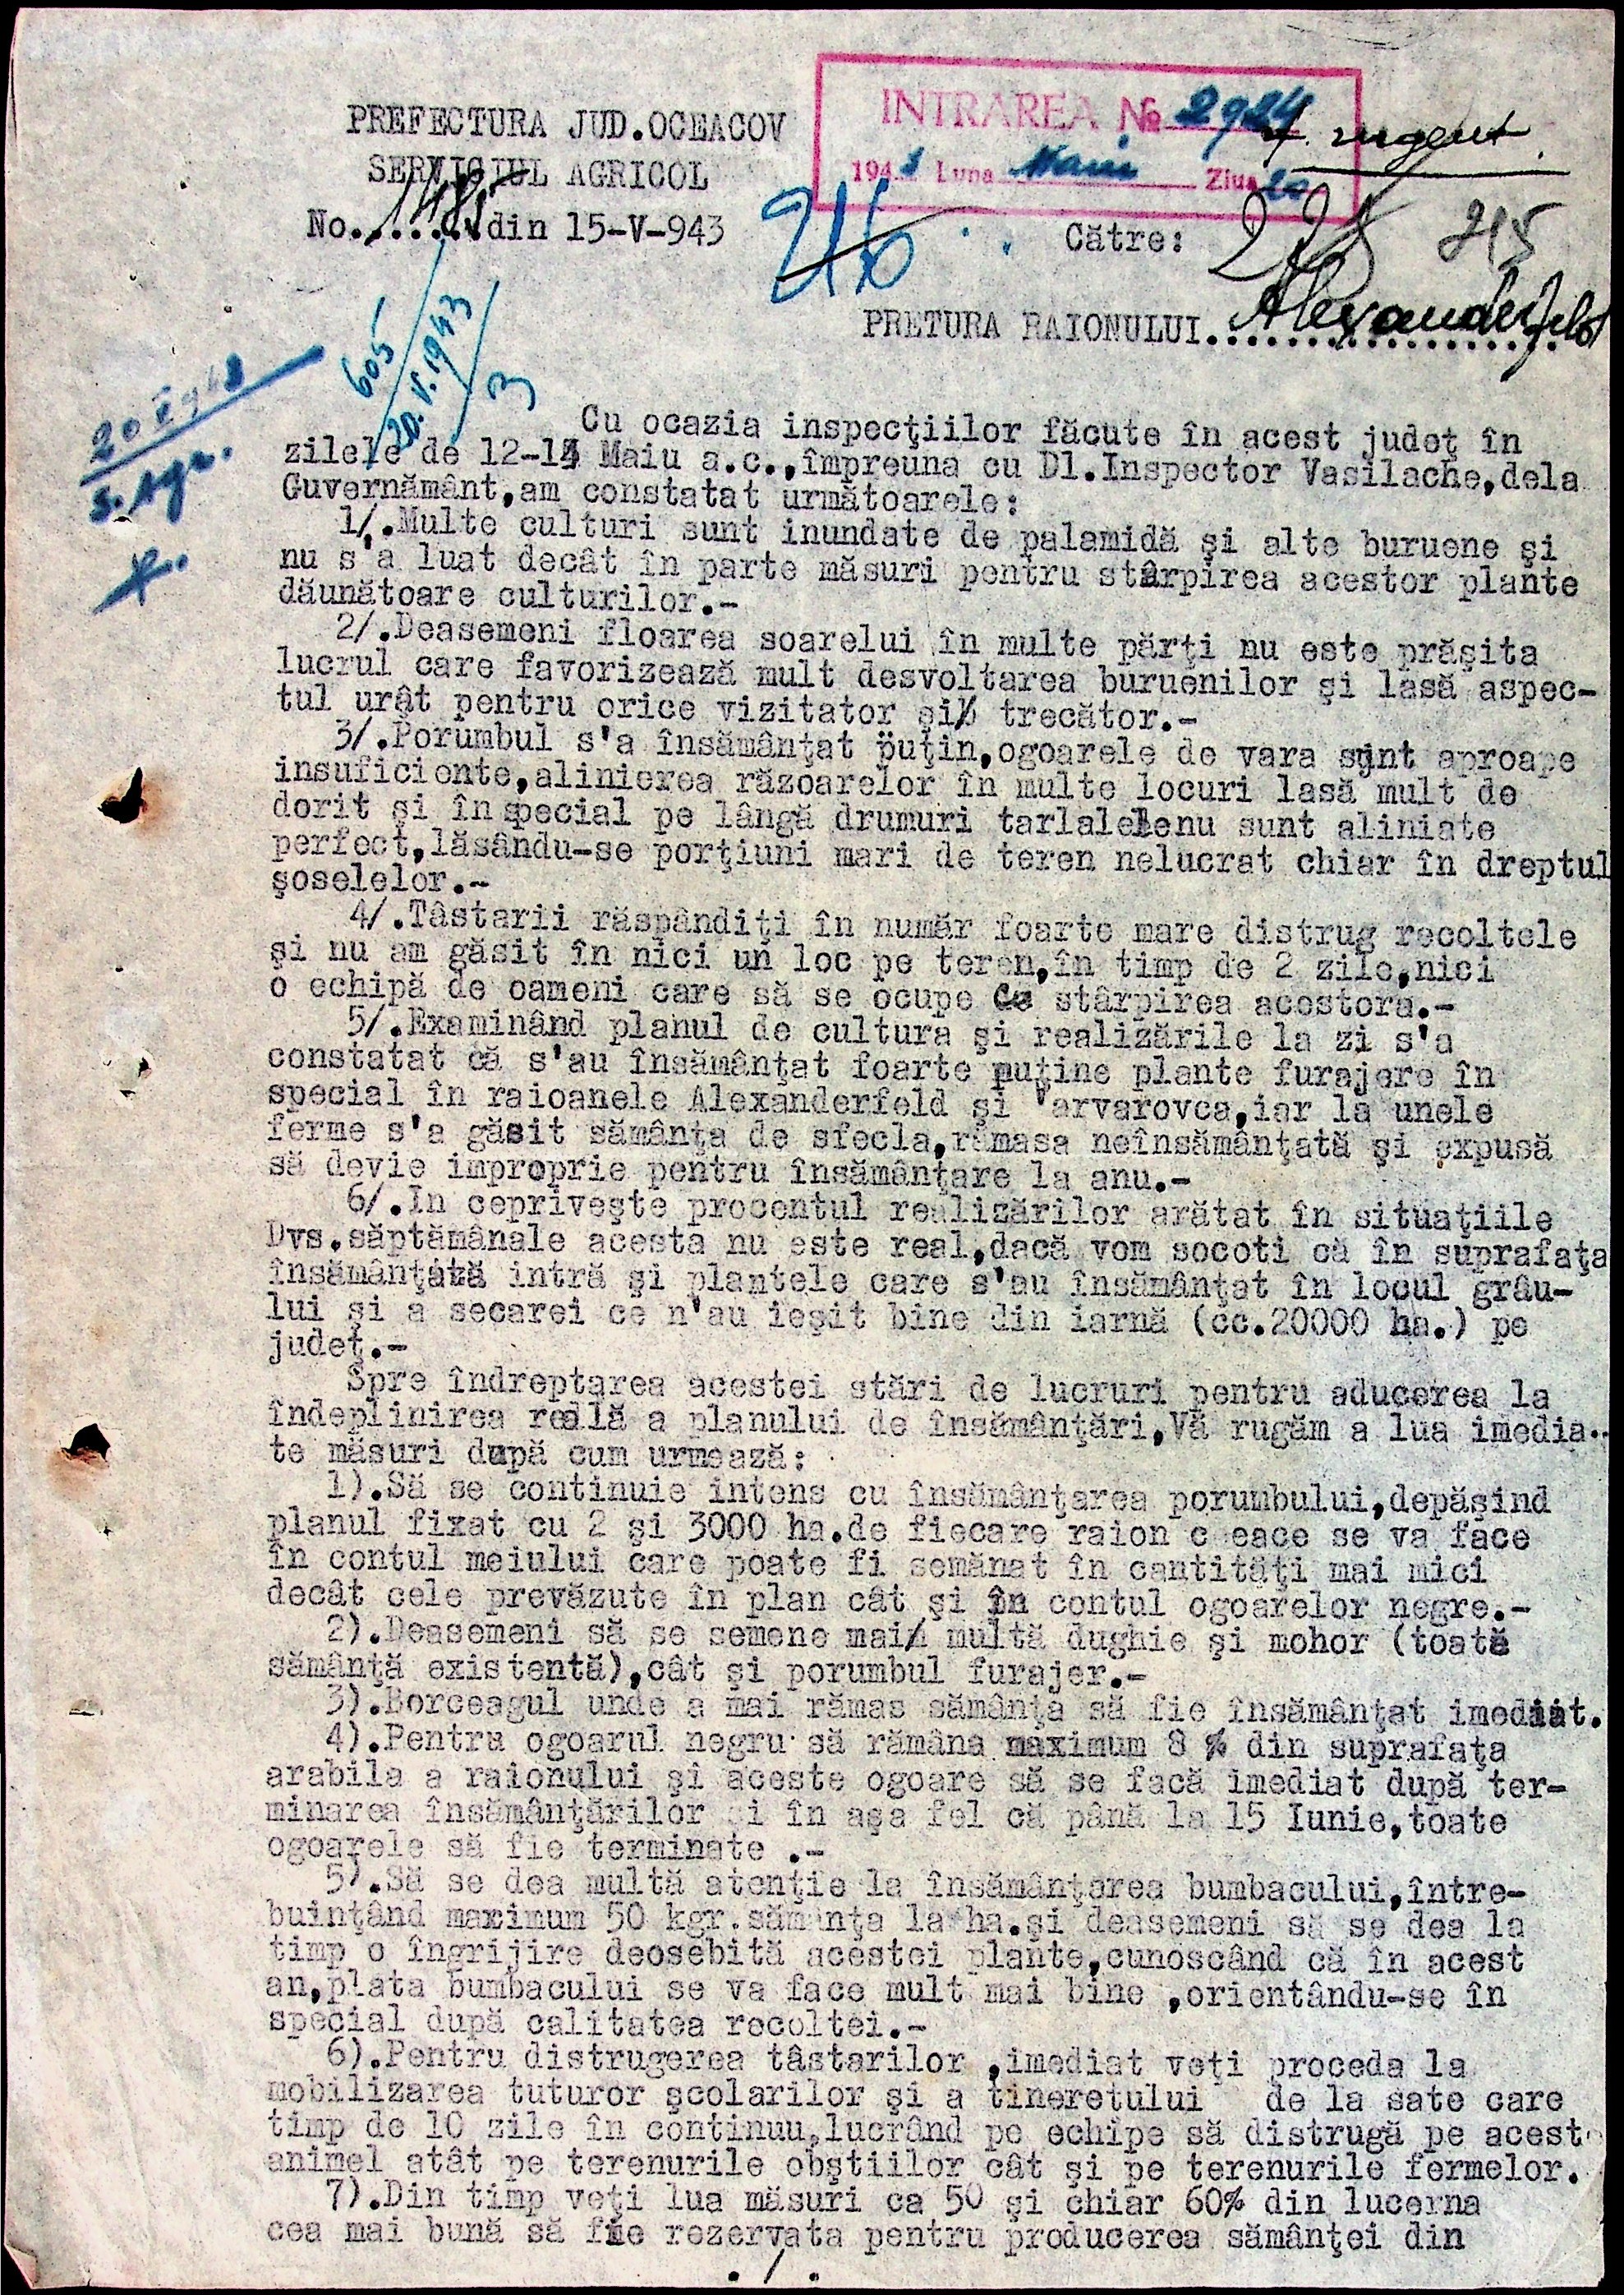 PREFECTURA JUD.OCEACOV
SERVICIUL AGRICOL
No....... din 15-V-943
INTRAREA No 2924
1943 Luna Maiu Ziua 20
urgent
216
215
Către:
PRETURA RAIONULUI Alexanderfeld
605
20.V.1943
3
20 V 943
S. Agr.
Cu ocazia inspecţiilor făcute în acest judeţ în
zilele de 12-14 Maiu a.c.,împreuna cu Dl.Inspector Vasilache,dela
Guvernământ,am constatat următoarele:
1/.Multe culturi sunt inundate de palamidă şi alte buruene şi
nu s'a luat decât în parte măsuri pentru stârpirea acestor plante
dăunătoare culturilor.-
2/.Deasemeni floarea soarelui în multe părţi nu este prăşita
lucrul care favorizează mult desvoltarea buruenilor şi lasă aspec-
tul urât pentru orice vizitator şi trecător.-
3/.Porumbul s'a însămânţat puţin,ogoarele de vara sunt aproape
insuficiente,alinierea răzoarelor în multe locuri lasă mult de
dorit şi în special pe lângă drumuri tarlalele nu sunt aliniate
perfect,lăsându-se porţiuni mari de teren nelucrat chiar în dreptul
şoselelor.-
4/.Tâstarii răspândiţi în număr foarte mare distrug recoltele
şi nu am găsit în nici un loc pe teren,în timp de 2 zile,nici
o echipă de oameni care să se ocupe cu stârpirea acestora.-
5/.Examinând planul de cultura şi realizările la zi s'a
constatat că s'au însămânţat foarte puţine plante furajere în
special în raioanele Alexanderfeld şi Varvarovca,iar la unele
ferme s'a găsit sămânţa de sfecla,rămasa neînsămânţată şi expusă
să devie improprie pentru însămânţare la anu.-
6/.In ceprivește procentul realizărilor arătat în situaţiile
Dvs.săptămânale acesta nu este real,dacă vom socoti că în suprafaţa
însămânţată intră şi plantele care s'au însămânţat în locul grâu-
lui şi a secarei ce n'au ieşit bine din iarnă (cc.20000 ha.) pe
judeţ.-
Spre îndreptarea acestei stări de lucruri pentru aducerea la
îndeplinirea reală a planului de însămânţări,Vă rugăm a lua imedia-
te măsuri după cum urmează:
1).Să se continuie intens cu însămânţarea porumbului,depăşind
planul fixat cu 2 şi 3000 ha.de fiecare raion c eace se va face
în contul meiului care poate fi semănat în cantităţi mai mici
decât cele prevăzute în plan cât şi în contul ogoarelor negre.-
2).Deasemeni să se semene mai multă dughie şi mohor (toată
sămânţă existentă),cât şi porumbul furajer.-
3).Borceagul unde a mai rămas sămânţa să fie însămânţat imediat.
4).Pentru ogoarul negru să rămâna maximum 8 % din suprafaţa
arabila a raionului şi aceste ogoare să se facă imediat după ter-
minarea însămânţărilor şi în aşa fel că până la 15 Iunie,toate
ogoarele să fie terminate .-
5).Să se dea multă atenţie la însămânţarea bumbacului,între-
buinţând maximum 50 kgr.sămânţa la ha.şi deasemeni să se dea la
timp o îngrijire deosebită acestei plante,cunoscând că în acest
an,plata bumbacului se va face mult mai bine ,orientându-se în
special după calitatea recoltei.-
6).Pentru distrugerea tâstarilor ,imediat veţi proceda la
mobilizarea tuturor şcolarilor şi a tineretului de la sate care
timp de 10 zile în continuu,lucrând pe echipe să distrugă pe acest
animel atât pe terenurile obştiilor cât şi pe terenurile fermelor.
7).Din timp veţi lua măsuri ca 50 şi chiar 60% din lucerna
cea mai bună să fie rezervata pentru producerea sămânţei din
./.